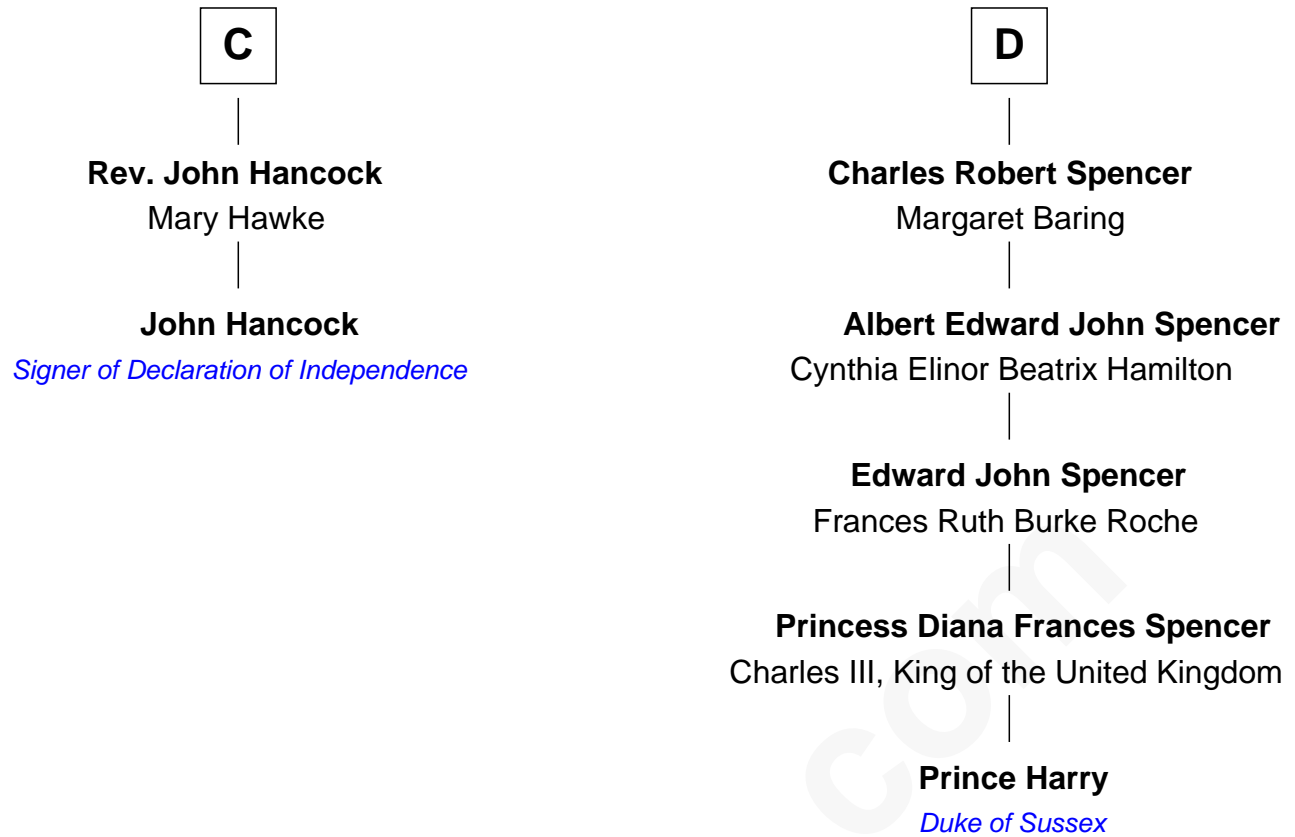 C
Rev. John Hancock
Mary Hawke
John Hancock
Signer of Declaration of Independence
D
Charles Robert Spencer
Margaret Baring
Albert Edward John Spencer
Cynthia Elinor Beatrix Hamilton
Edward John Spencer
Frances Ruth Burke Roche
Princess Diana Frances Spencer
Charles III, King of the United Kingdom
Prince Harry
Duke of Sussex
com